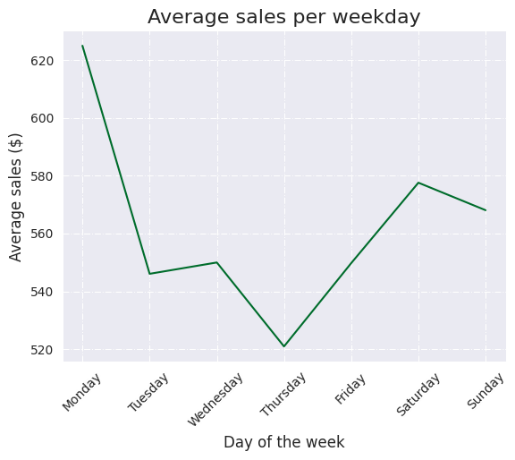 Average sales per weekday
Average sales ($)
620
600
580
560
540
520
Monday
Tuesday
Wednesday
Thursday
Friday
Saturday
Sunday
Day of the week